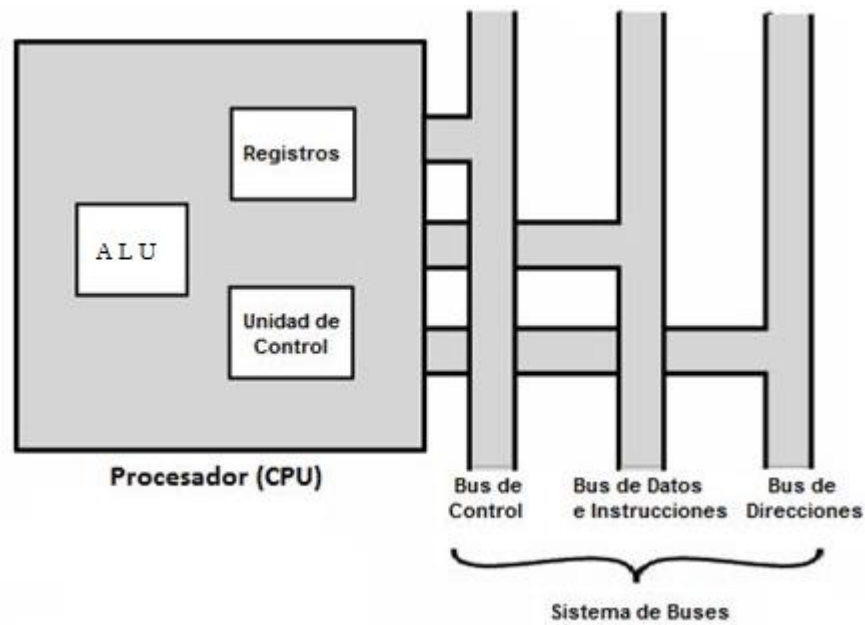 Registros
A L U
Unidad de
Control
Procesador (CPU)
Bus de
Control
Bus de Datos
e Instrucciones
Bus de
Direcciones
Sistema de Buses